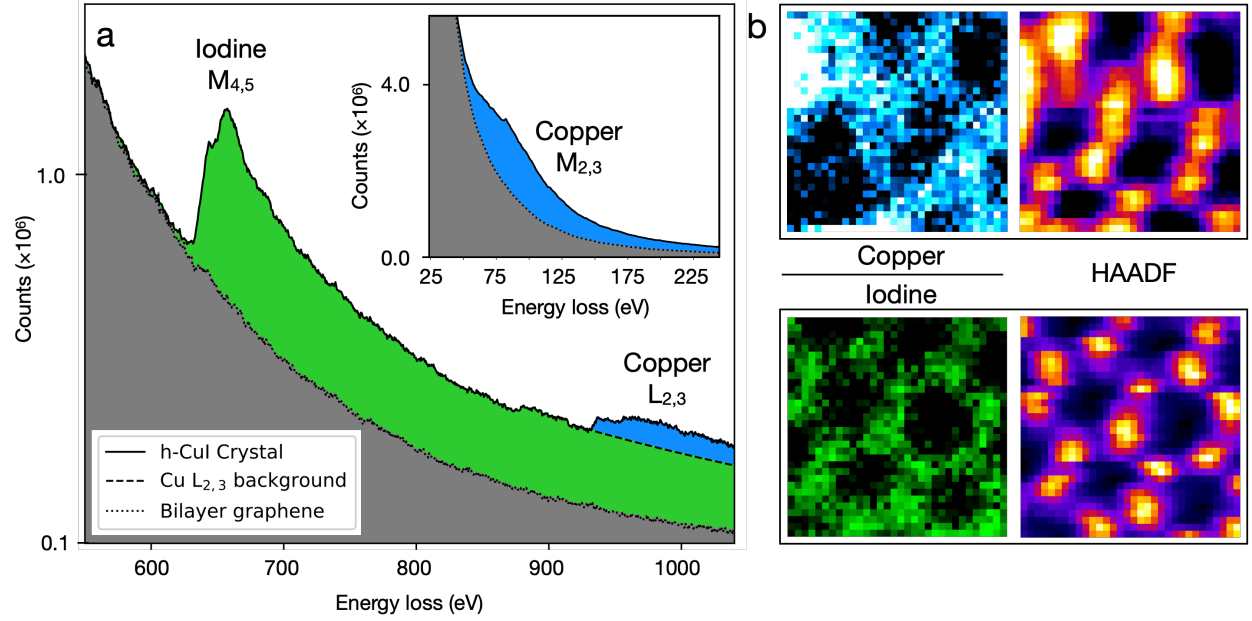 a
Iodine
M4,5
Counts (×10⁶)
1.0
0.1
600 700 800 900 1000
Energy loss (eV)
h-CuI Crystal
Cu L2,3 background
Bilayer graphene
Copper
L2,3
Counts (×10⁶)
4.0
0.0
25 75 125 175 225
Energy loss (eV)
Copper
M2,3
b
Copper
Iodine
HAADF